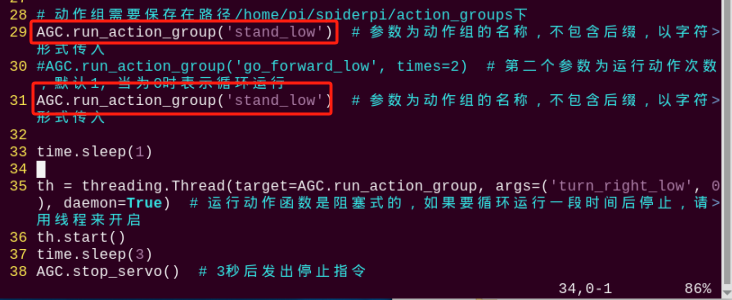 28 # 动作组需要保存在路径/home/pi/spiderpi/action_groups下
29 AGC.run_action_group('stand_low')  # 参数为动作组的名称，不包含后缀，以字符>
形式传入
30 #AGC.run_action_group('go_forward_low', times=2)  # 第二个参数为运行动作次数
，默认1, 当为0时表示循环运行
31 AGC.run_action_group('stand_low')  # 参数为动作组的名称，不包含后缀，以字符>
形式传入
32
33 time.sleep(1)
34
35 th = threading.Thread(target=AGC.run_action_group, args=('turn_right_low', 0
), daemon=True)  # 运行动作函数是阻塞式的，如果要循环运行一段时间后停止，请>
用线程来开启
36 th.start()
37 time.sleep(3)
38 AGC.stop_servo()  # 3秒后发出停止指令
34,0-1 86%